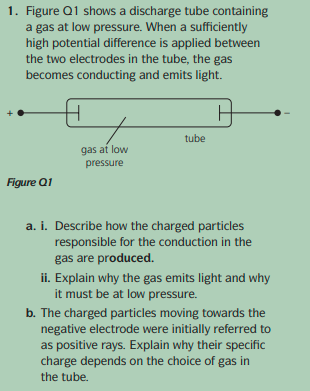 1. Figure Q1 shows a discharge tube containing
a gas at low pressure. When a sufficiently
high potential difference is applied between
the two electrodes in the tube, the gas
becomes conducting and emits light.
+
–
gas at low
pressure
tube
Figure Q1
a. i. Describe how the charged particles
responsible for the conduction in the
gas are produced.
ii. Explain why the gas emits light and why
it must be at low pressure.
b. The charged particles moving towards the
negative electrode were initially referred to
as positive rays. Explain why their specific
charge depends on the choice of gas in
the tube.